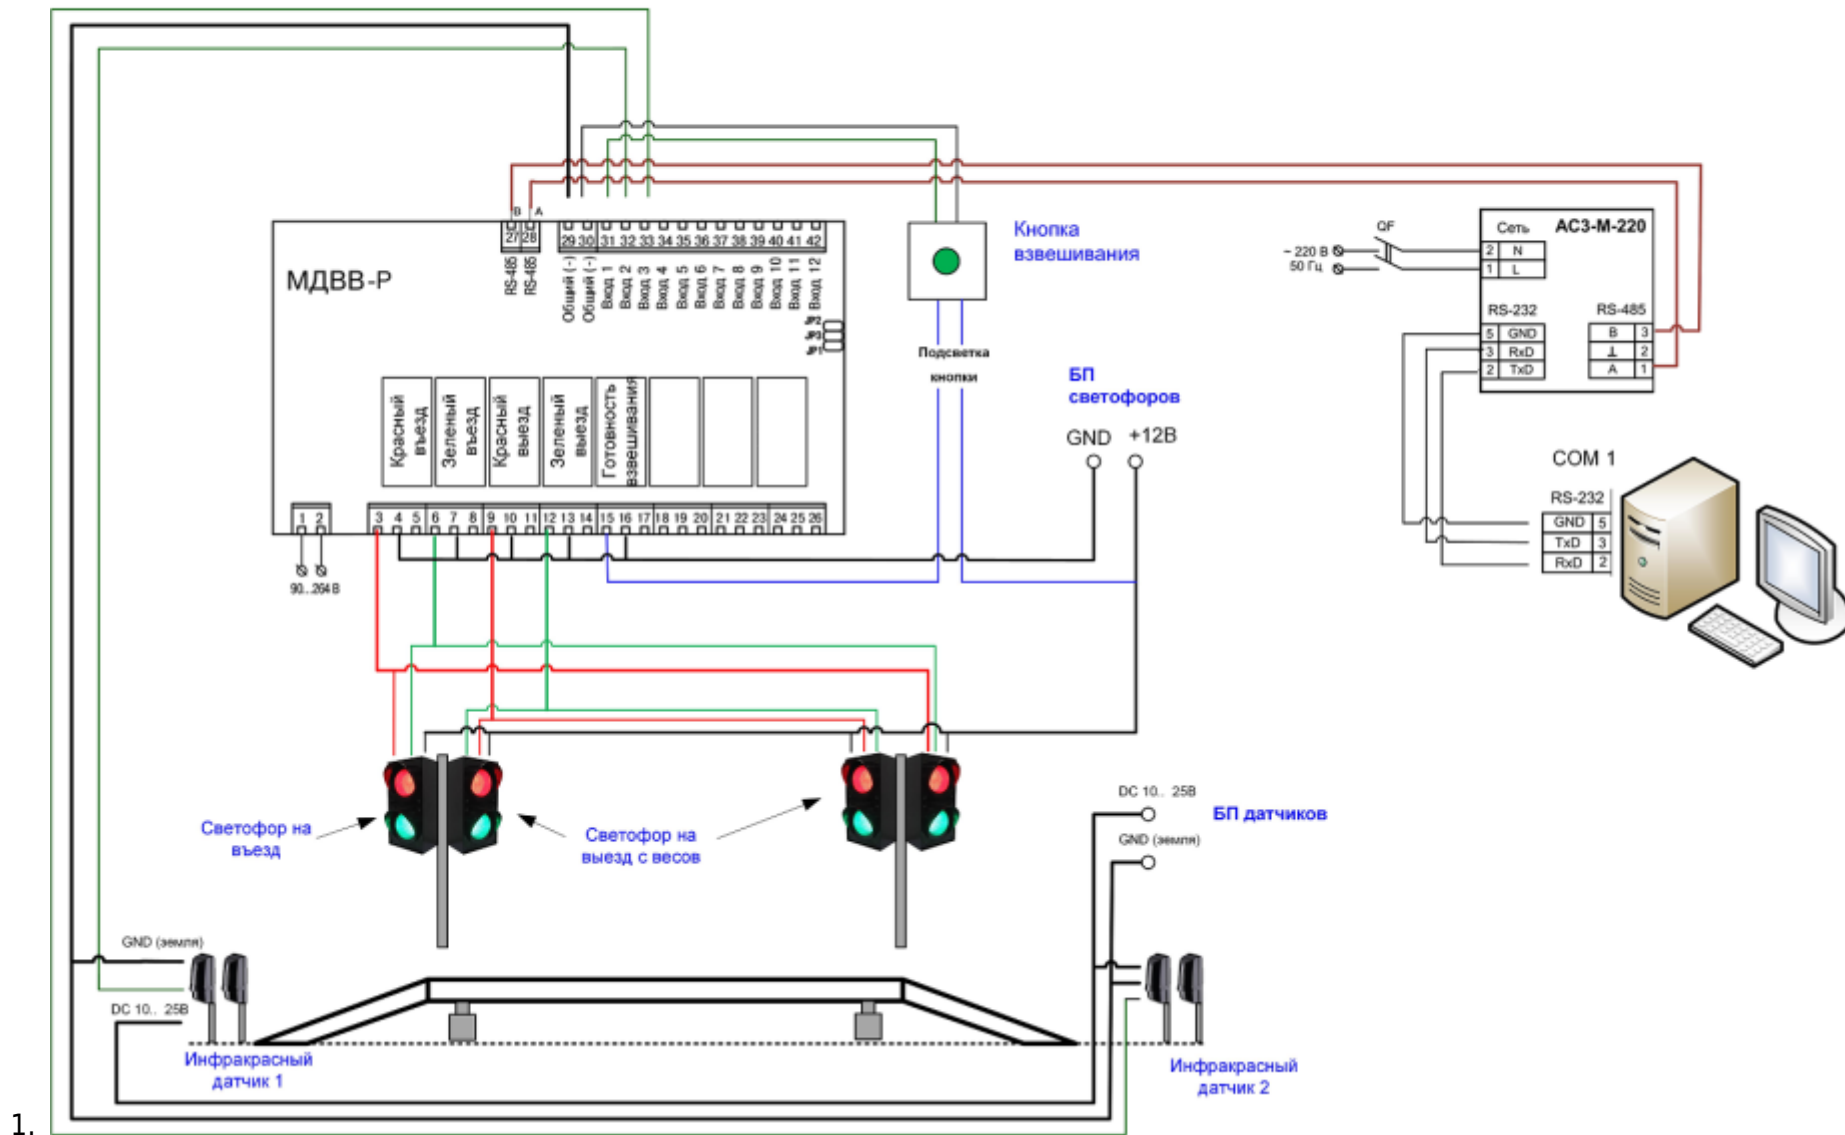 B A
27 28 29 30 31 32 33 34 35 36 37 38 39 40 41 42
RS-485
RS-485
Общий (-)
Общий (-)
Вход 1
Вход 2
Вход 3
Вход 4
Вход 5
Вход 6
Вход 7
Вход 8
Вход 9
Вход 10
Вход 11
Вход 12
МДВВ-Р
JP2
JP3
JP1
Красный
въезд
Зеленый
въезд
Красный
выезд
Зеленый
выезд
Готовность
взвешивания
1 2
3 4 5 6 7 8 9 10 11 12 13 14 15 16 17 18 19 20 21 22 23 24 25 26
90...264 В
Кнопка
взвешивания
Подсветка
кнопки
БП
светофоров
GND +12В
QF
~ 220 В
50 Гц
Сеть АС3-М-220
2 N
1 L
RS-232 RS-485
5 GND
3 RxD
2 TxD
B 3
⊥ 2
A 1
COM 1
RS-232
GND 5
TxD 3
RxD 2
Светофор на
въезд
Светофор на
выезд с весов
DC 10.. 25В
БП датчиков
GND (земля)
GND (земля)
DC 10.. 25В
Инфракрасный
датчик 1
Инфракрасный
датчик 2
1.